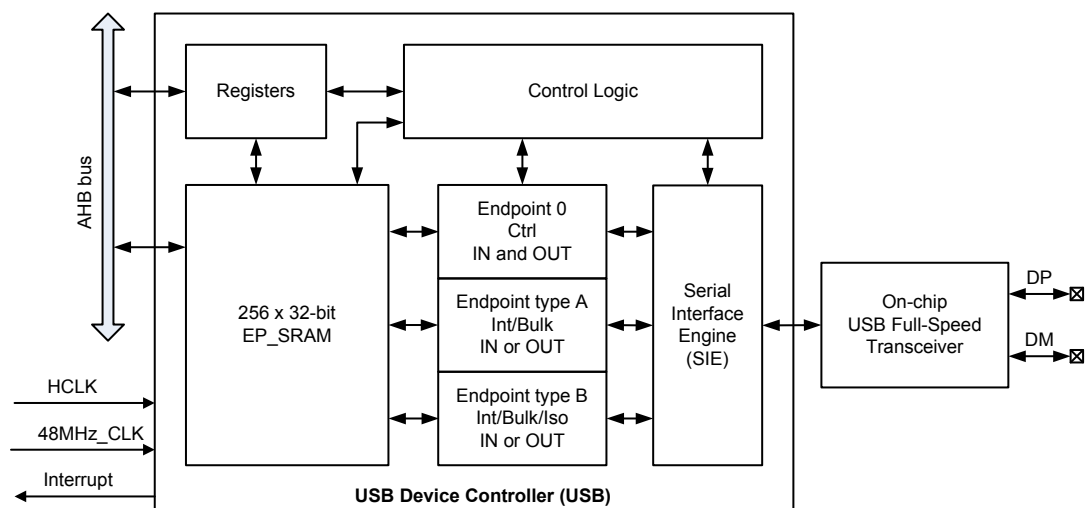 AHB bus
Registers
Control Logic
256 x 32-bit
EP_SRAM
Endpoint 0
Ctrl
IN and OUT
Endpoint type A
Int/Bulk
IN or OUT
Endpoint type B
Int/Bulk/Iso
IN or OUT
Serial
Interface
Engine
(SIE)
On-chip
USB Full-Speed
Transceiver
DP
DM
HCLK
48MHz_CLK
Interrupt
USB Device Controller (USB)